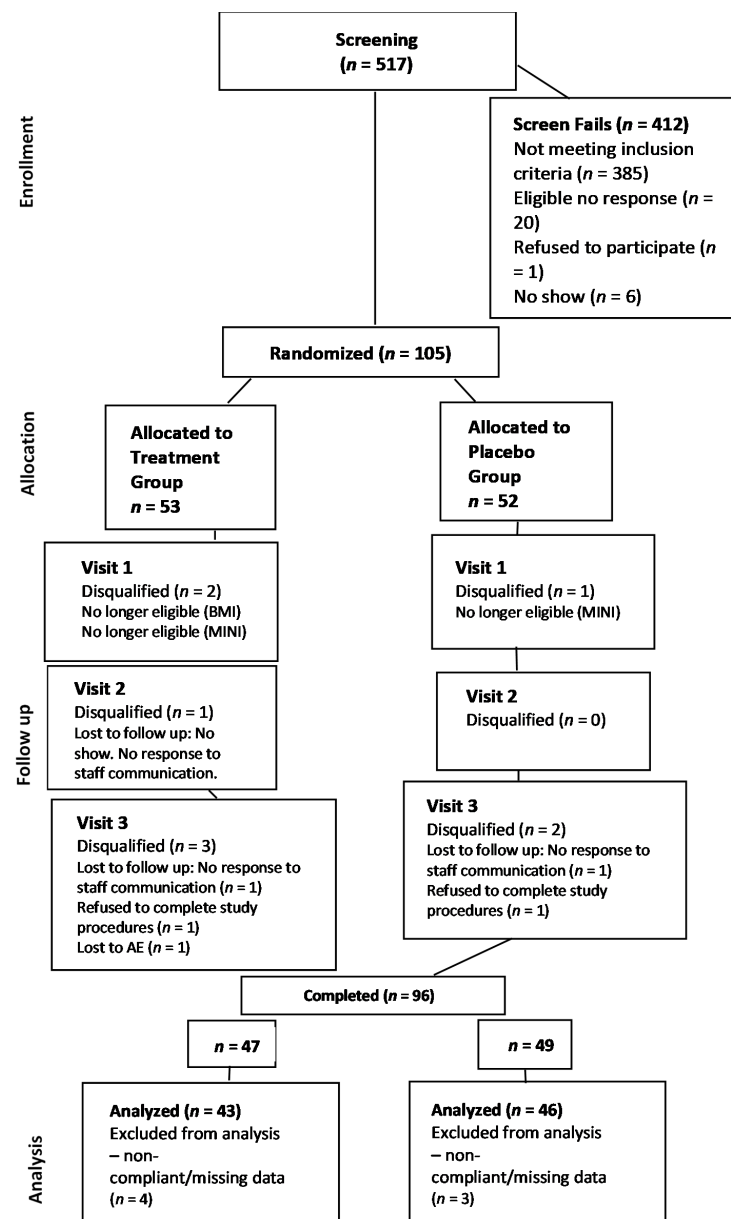 Screening
(n = 517)
Enrollment
Screen Fails (n = 412)
Not meeting inclusion
criteria (n = 385)
Eligible no response (n =
20)
Refused to participate (n
= 1)
No show (n = 6)
Randomized (n = 105)
Allocation
Allocated to
Treatment
Group
n = 53
Allocated to
Placebo
Group
n = 52
Follow up
Visit 1
Disqualified (n = 2)
No longer eligible (BMI)
No longer eligible (MINI)
Visit 1
Disqualified (n = 1)
No longer eligible (MINI)
Visit 2
Disqualified (n = 1)
Lost to follow up: No
show. No response to
staff communication.
Visit 2
Disqualified (n = 0)
Visit 3
Disqualified (n = 3)
Lost to follow up: No response to
staff communication (n = 1)
Refused to complete study
procedures (n = 1)
Lost to AE (n = 1)
Visit 3
Disqualified (n = 2)
Lost to follow up: No response to
staff communication (n = 1)
Refused to complete study
procedures (n = 1)
Completed (n = 96)
n = 47
n = 49
Analysis
Analyzed (n = 43)
Excluded from analysis
– non-
compliant/missing data
(n = 4)
Analyzed (n = 46)
Excluded from analysis
– non-
compliant/missing data
(n = 3)